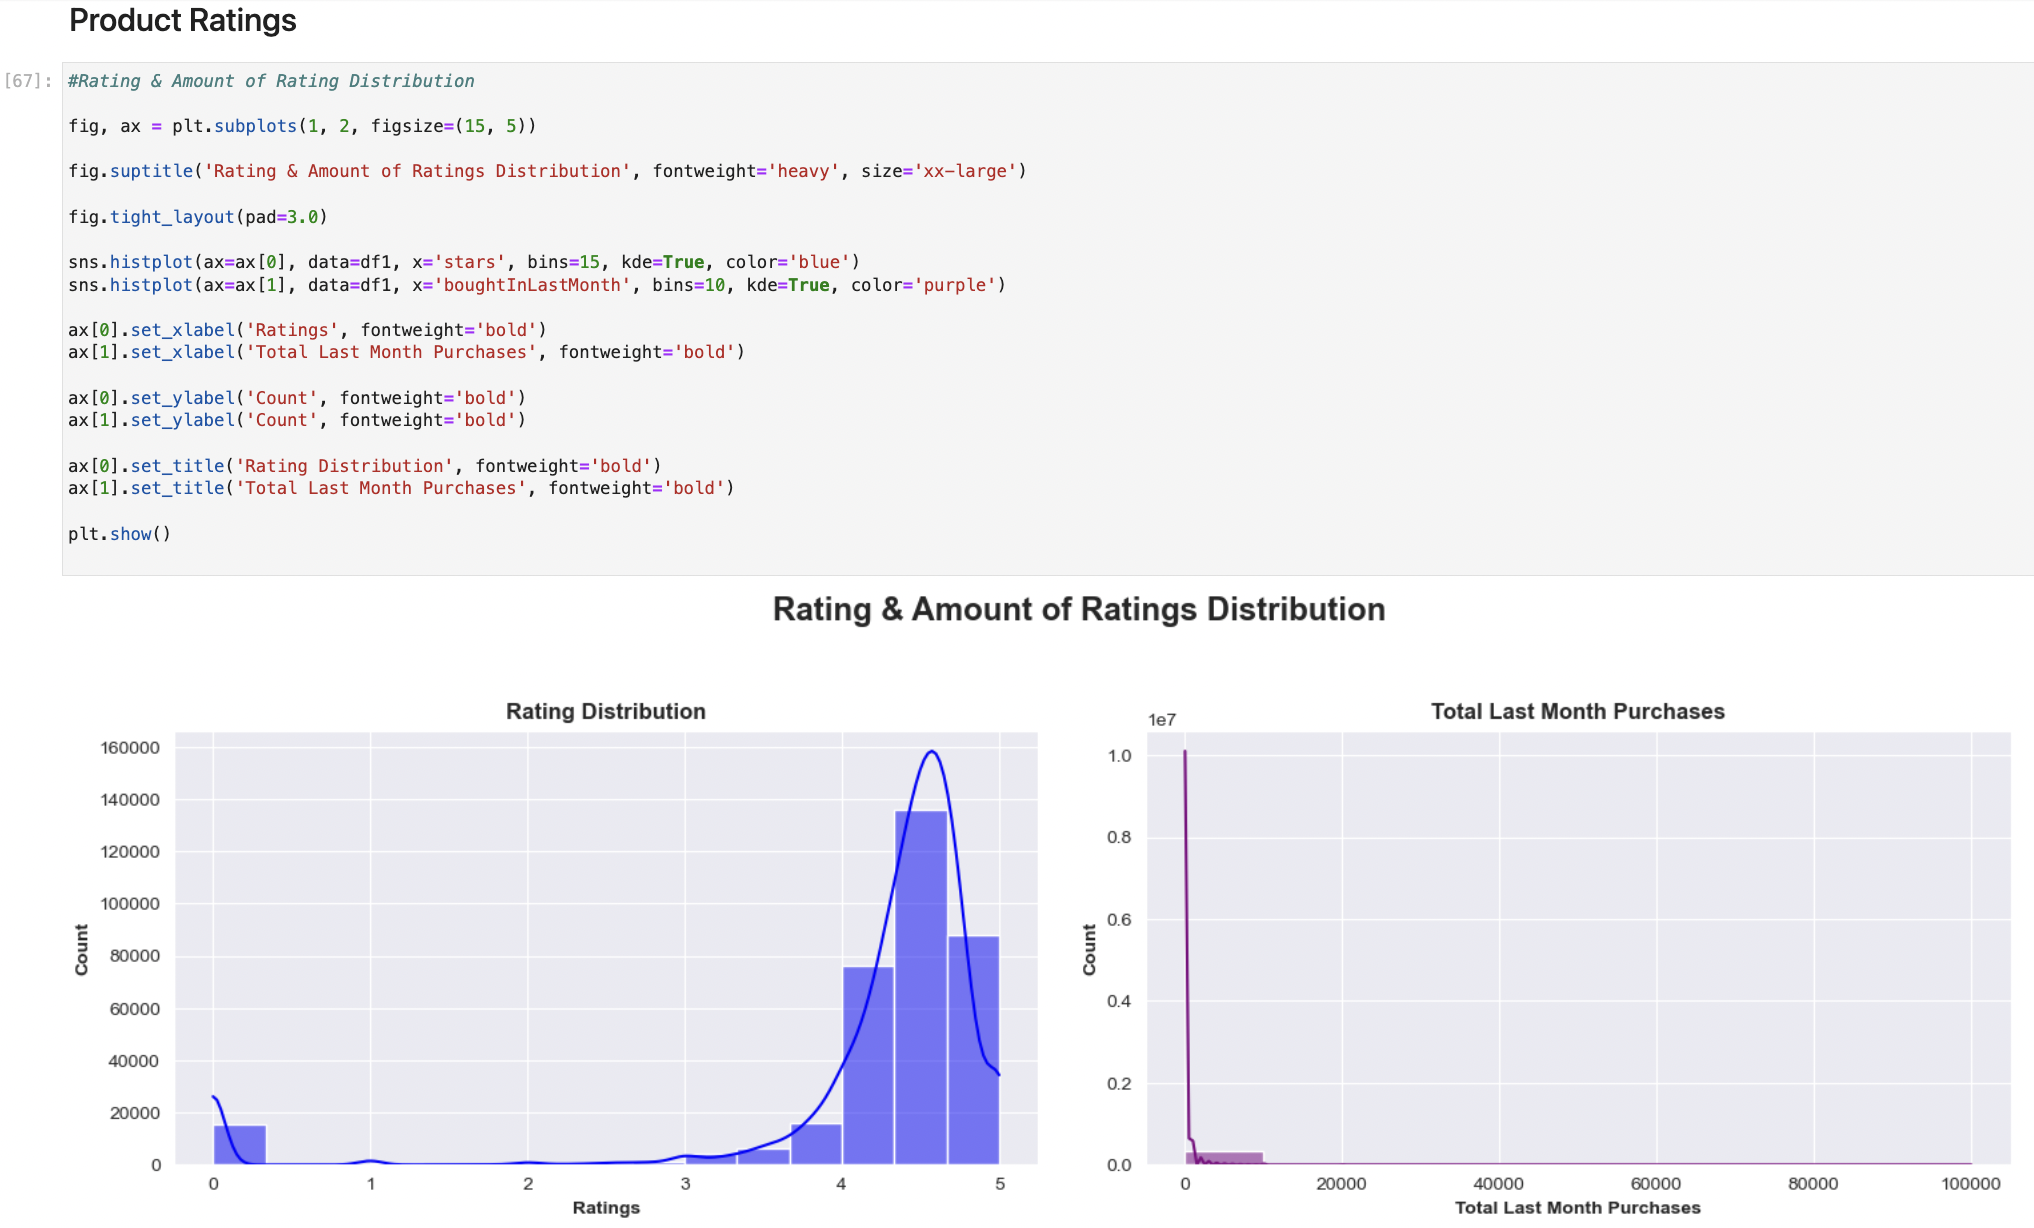 Product Ratings
[67]:
#Rating & Amount of Rating Distribution
fig, ax = plt.subplots(1, 2, figsize=(15, 5))
fig.suptitle('Rating & Amount of Ratings Distribution', fontweight='heavy', size='xx-large')
fig.tight_layout(pad=3.0)
sns.histplot(ax=ax[0], data=df1, x='stars', bins=15, kde=True, color='blue')
sns.histplot(ax=ax[1], data=df1, x='boughtInLastMonth', bins=10, kde=True, color='purple')
ax[0].set_xlabel('Ratings', fontweight='bold')
ax[1].set_xlabel('Total Last Month Purchases', fontweight='bold')
ax[0].set_ylabel('Count', fontweight='bold')
ax[1].set_ylabel('Count', fontweight='bold')
ax[0].set_title('Rating Distribution', fontweight='bold')
ax[1].set_title('Total Last Month Purchases', fontweight='bold')
plt.show()
Rating & Amount of Ratings Distribution
Rating Distribution
160000
140000
120000
100000
80000
60000
40000
20000
0
Count
0 1 2 3 4 5
Ratings
Total Last Month Purchases
1e7
1.0
0.8
0.6
0.4
0.2
0.0
Count
0 20000 40000 60000 80000 100000
Total Last Month Purchases